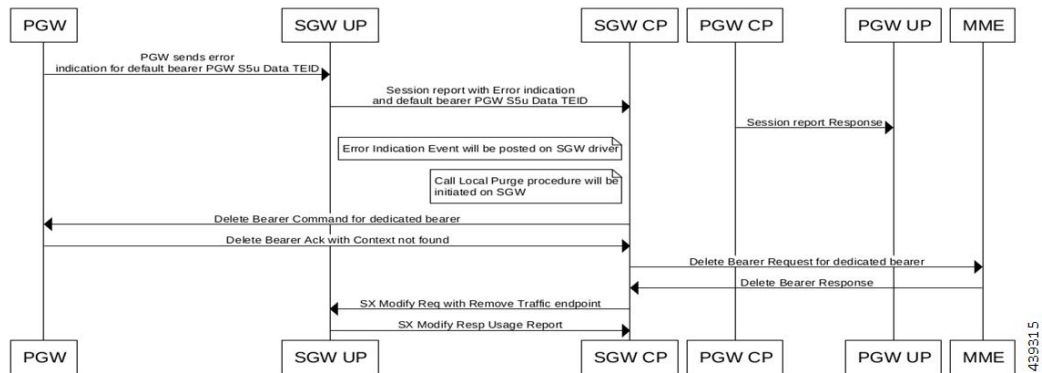 PGW
SGW UP
SGW CP
PGW CP
PGW UP
MME
PGW sends error
indication for default bearer PGW S5u Data TEID
Session report with Error indication
and default bearer PGW S5u Data TEID
Session report Response
Error Indication Event will be posted on SGW driver
Call Local Purge procedure will be
initiated on SGW
Delete Bearer Command for dedicated bearer
Delete Bearer Ack with Context not found
Delete Bearer Request for dedicated bearer
Delete Bearer Response
SX Modify Req with Remove Traffic endpoint
SX Modify Resp Usage Report
PGW
SGW UP
SGW CP
PGW CP
PGW UP
MME
439315